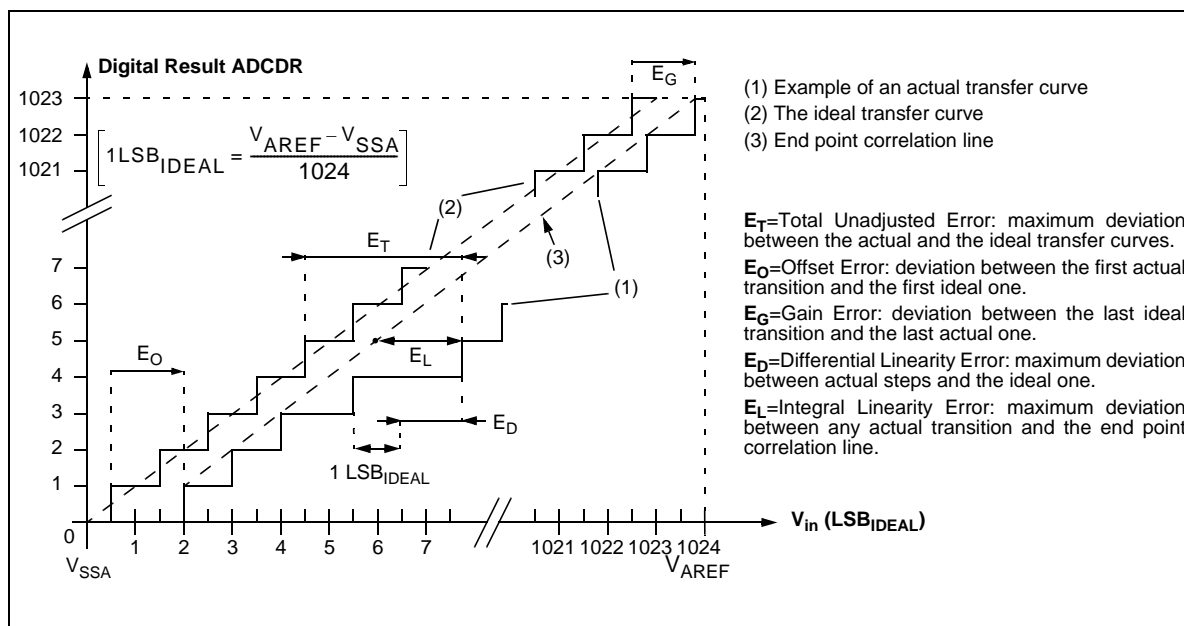 Digital Result ADCDR
E_G
1023
1022
1021
[1LSB_IDEAL = (V_AREF – V_SSA) / 1024]
(1) Example of an actual transfer curve
(2) The ideal transfer curve
(3) End point correlation line
(2)
E_T
(3)
(1)
7
6
5
4
3
2
1
0
E_O
E_L
E_D
1 LSB_IDEAL
E_T=Total Unadjusted Error: maximum deviation
between the actual and the ideal transfer curves.
E_O=Offset Error: deviation between the first actual
transition and the first ideal one.
E_G=Gain Error: deviation between the last ideal
transition and the last actual one.
E_D=Differential Linearity Error: maximum deviation
between actual steps and the ideal one.
E_L=Integral Linearity Error: maximum deviation
between any actual transition and the end point
correlation line.
V_in (LSB_IDEAL)
1 2 3 4 5 6 7 1021 1022 1023 1024
V_SSA V_AREF